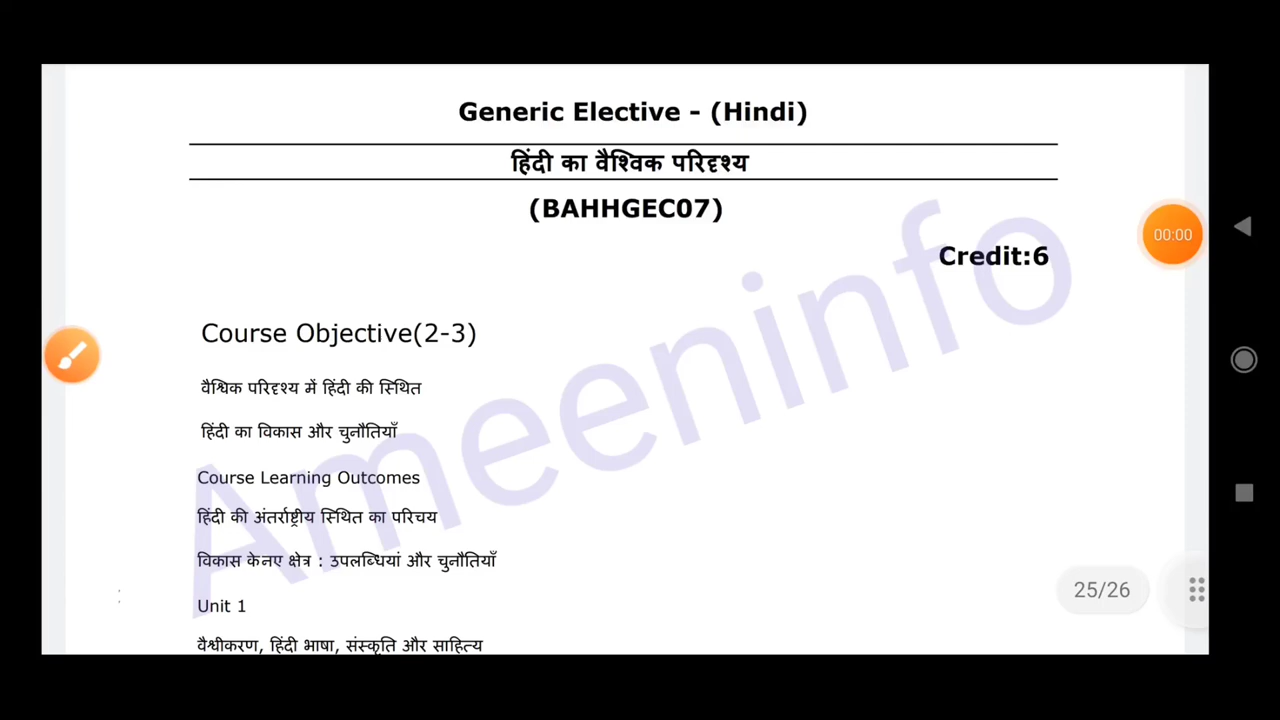 Generic Elective - (Hindi)
हिंदी का वैश्विक परिदृश्य
(BAHHGEC07)
Credit:6
00:00
Course Objective(2-3)
वैश्विक परिदृश्य में हिंदी की स्थिति
हिंदी का विकास और चुनौतियाँ
Course Learning Outcomes
हिंदी की अंतर्राष्ट्रीय स्थिति का परिचय
विकास केनए क्षेत्र : उपलब्धियां और चुनौतियाँ
25/26
Unit 1
वैश्वीकरण, हिंदी भाषा, संस्कृति और साहित्य
Ameeninfo